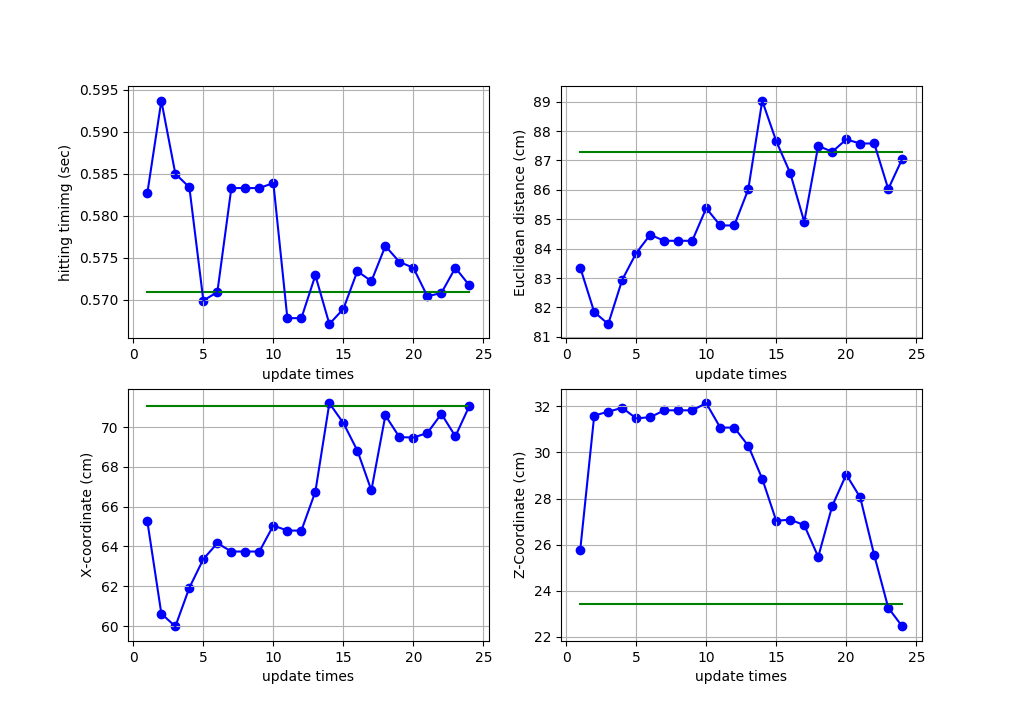 0.595
0.590
0.585
0.580
0.575
0.570
hitting timimg (sec)
0 5 10 15 20 25
update times
89
88
87
86
85
84
83
82
81
Euclidean distance (cm)
0 5 10 15 20 25
update times
70
68
66
64
62
60
X-coordinate (cm)
0 5 10 15 20 25
update times
32
30
28
26
24
22
Z-Coordinate (cm)
0 5 10 15 20 25
update times